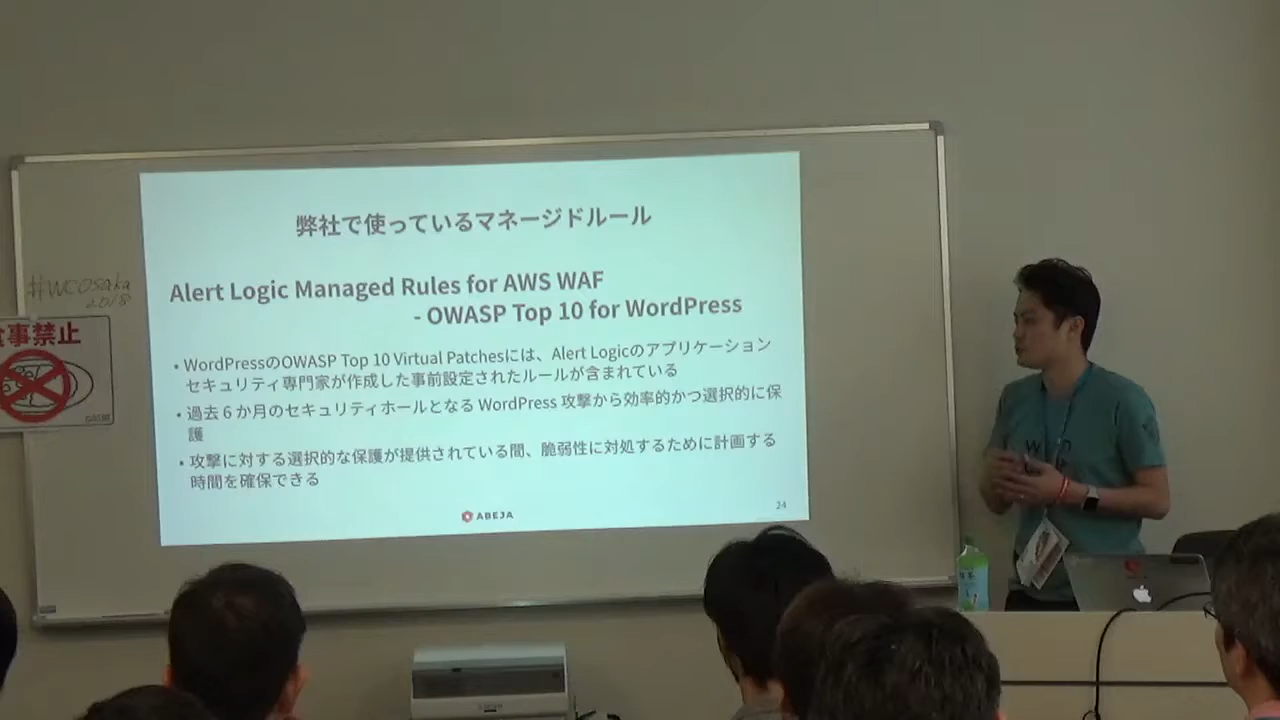 弊社で使っているマネージドルール
Alert Logic Managed Rules for AWS WAF
- OWASP Top 10 for WordPress
• WordPressのOWASP Top 10 Virtual Patchesには、Alert Logicのアプリケーション
セキュリティ専門家が作成した事前設定されたルールが含まれている
• 過去6か月のセキュリティホールとなる WordPress 攻撃から効率的かつ選択的に保
護
• 攻撃に対する選択的な保護が提供されている間、脆弱性に対処するために計画する
時間を確保できる
ABEJA
24
#WCOsaka
2018
食事禁止